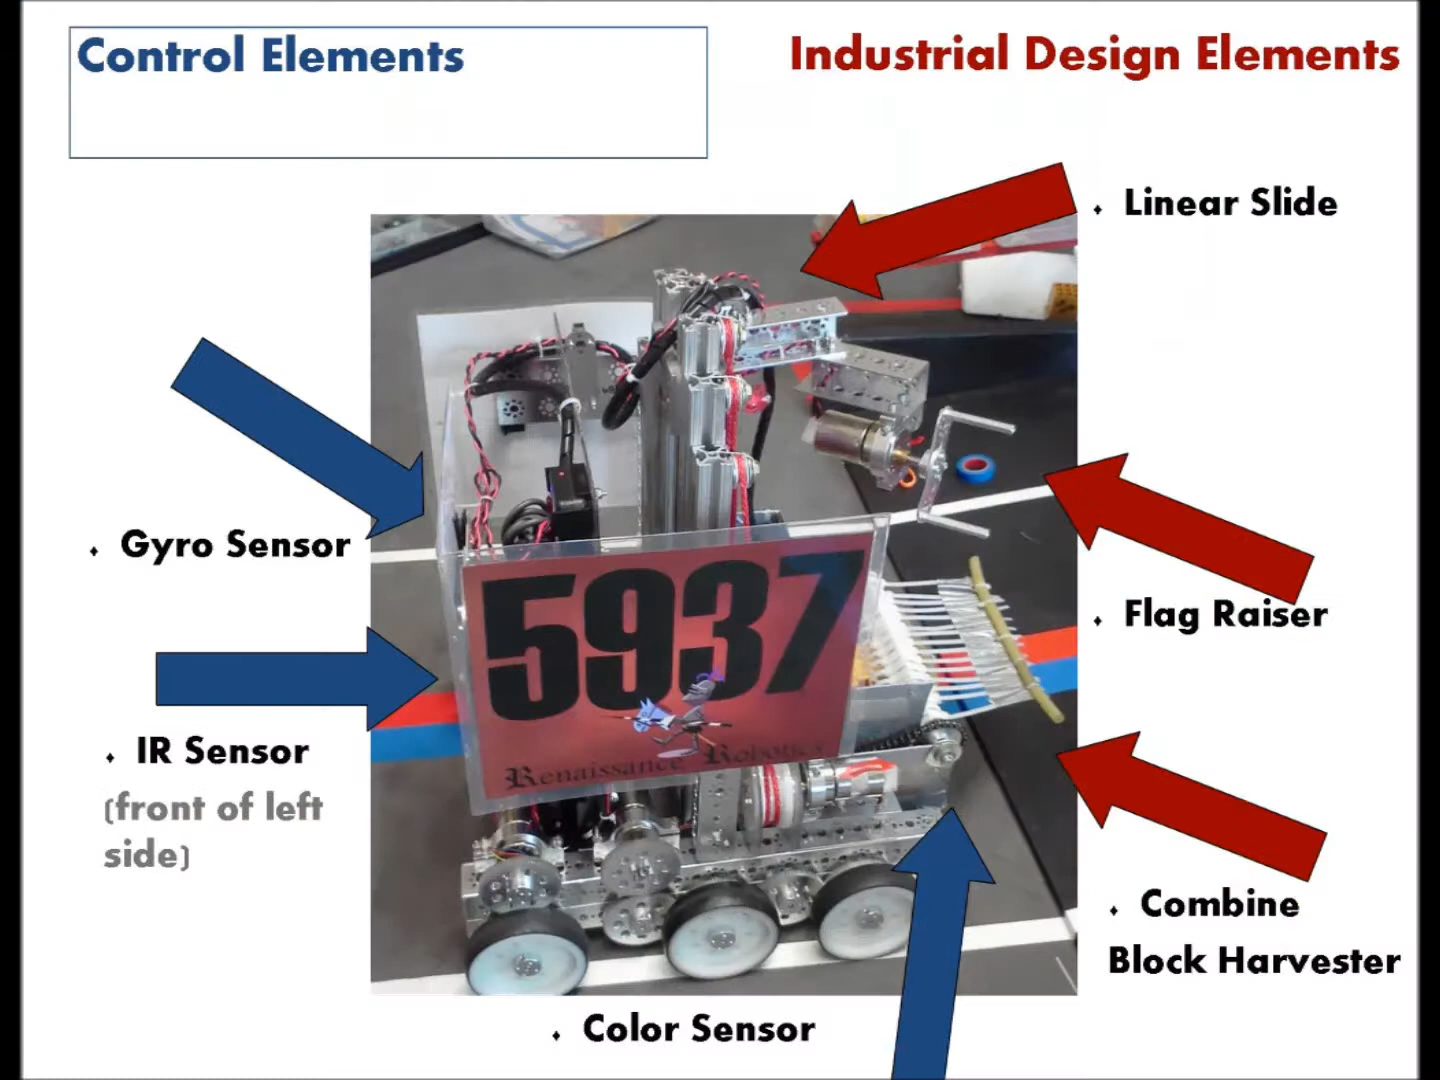 Control Elements
Industrial Design Elements
Linear Slide
Gyro Sensor
Flag Raiser
5937
Renaissance Robotics
IR Sensor
(front of left
side)
Combine
Block Harvester
Color Sensor